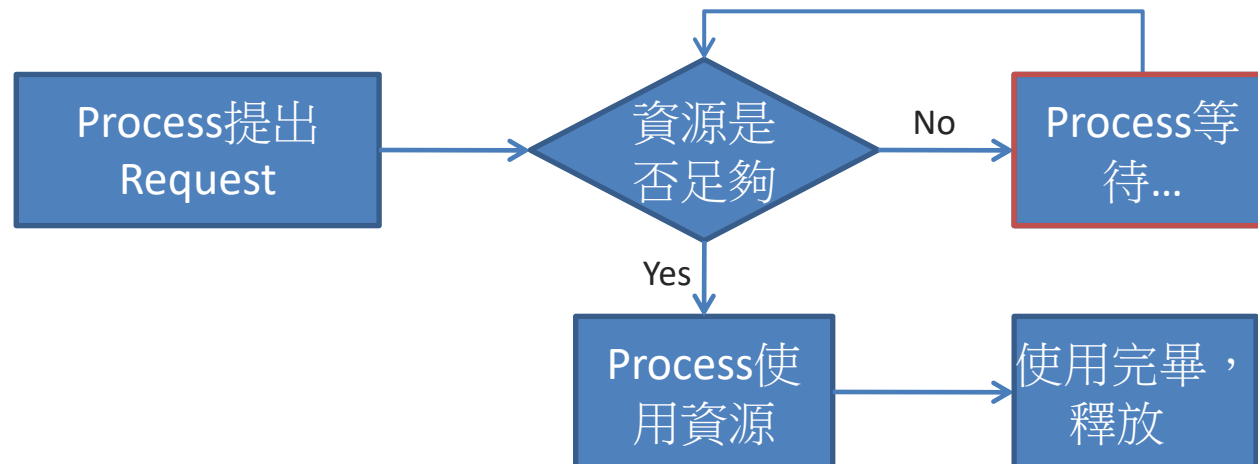 Process提出
Request
資源是
否足夠
No
Process等
待...
Yes
Process使
用資源
使用完畢，
釋放